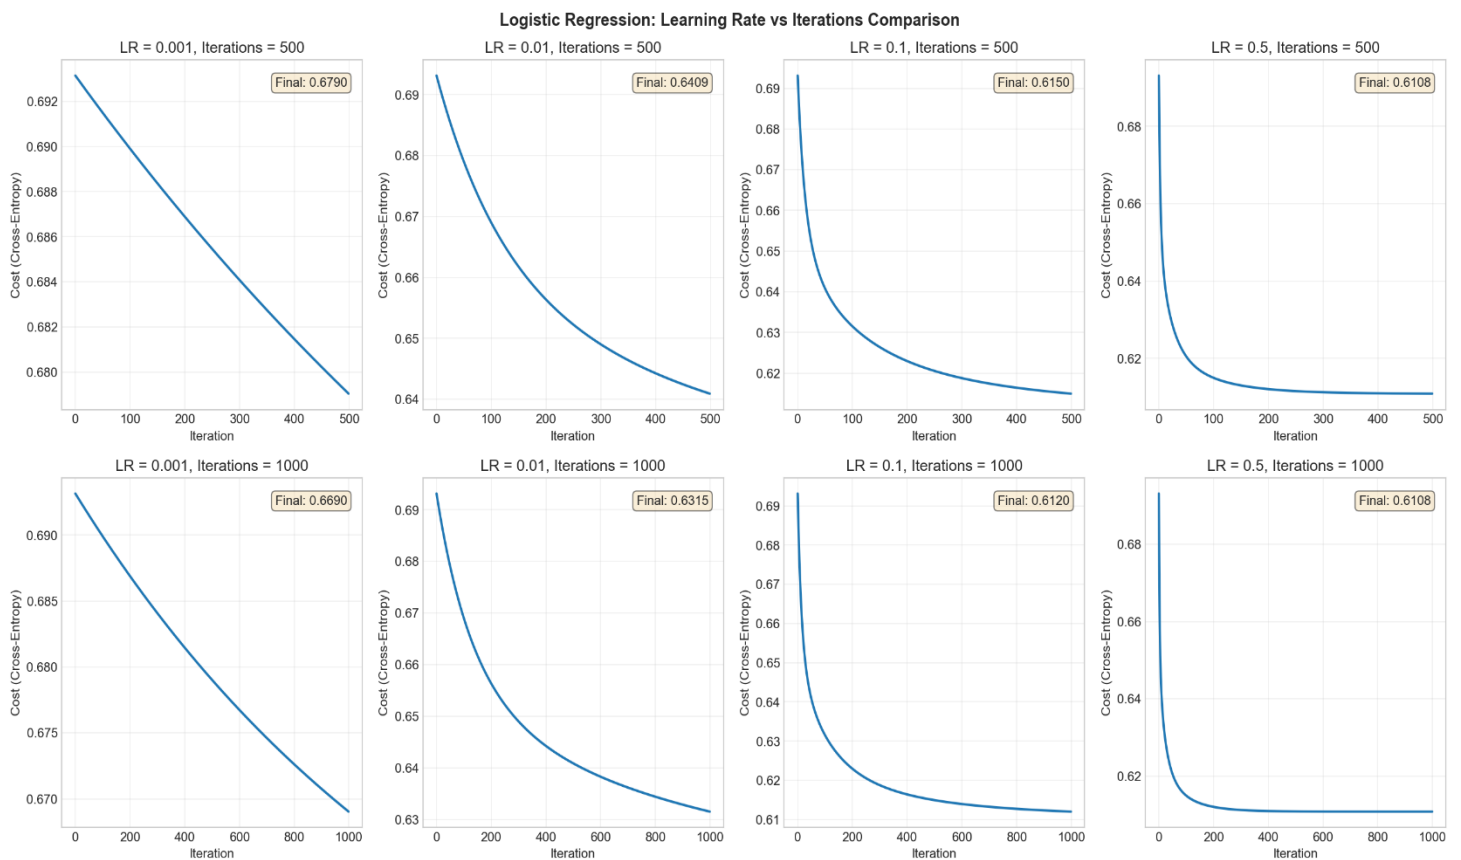 Logistic Regression: Learning Rate vs Iterations Comparison
LR = 0.001, Iterations = 500
Final: 0.6790
Cost (Cross-Entropy)
0.692
0.690
0.688
0.686
0.684
0.682
0.680
0 100 200 300 400 500
Iteration
LR = 0.01, Iterations = 500
Final: 0.6409
Cost (Cross-Entropy)
0.69
0.68
0.67
0.66
0.65
0.64
0 100 200 300 400 500
Iteration
LR = 0.1, Iterations = 500
Final: 0.6150
Cost (Cross-Entropy)
0.69
0.68
0.67
0.66
0.65
0.64
0.63
0.62
0 100 200 300 400 500
Iteration
LR = 0.5, Iterations = 500
Final: 0.6108
Cost (Cross-Entropy)
0.68
0.66
0.64
0.62
0 100 200 300 400 500
Iteration
LR = 0.001, Iterations = 1000
Final: 0.6690
Cost (Cross-Entropy)
0.690
0.685
0.680
0.675
0.670
0 200 400 600 800 1000
Iteration
LR = 0.01, Iterations = 1000
Final: 0.6315
Cost (Cross-Entropy)
0.69
0.68
0.67
0.66
0.65
0.64
0.63
0 200 400 600 800 1000
Iteration
LR = 0.1, Iterations = 1000
Final: 0.6120
Cost (Cross-Entropy)
0.69
0.68
0.67
0.66
0.65
0.64
0.63
0.62
0.61
0 200 400 600 800 1000
Iteration
LR = 0.5, Iterations = 1000
Final: 0.6108
Cost (Cross-Entropy)
0.68
0.66
0.64
0.62
0 200 400 600 800 1000
Iteration